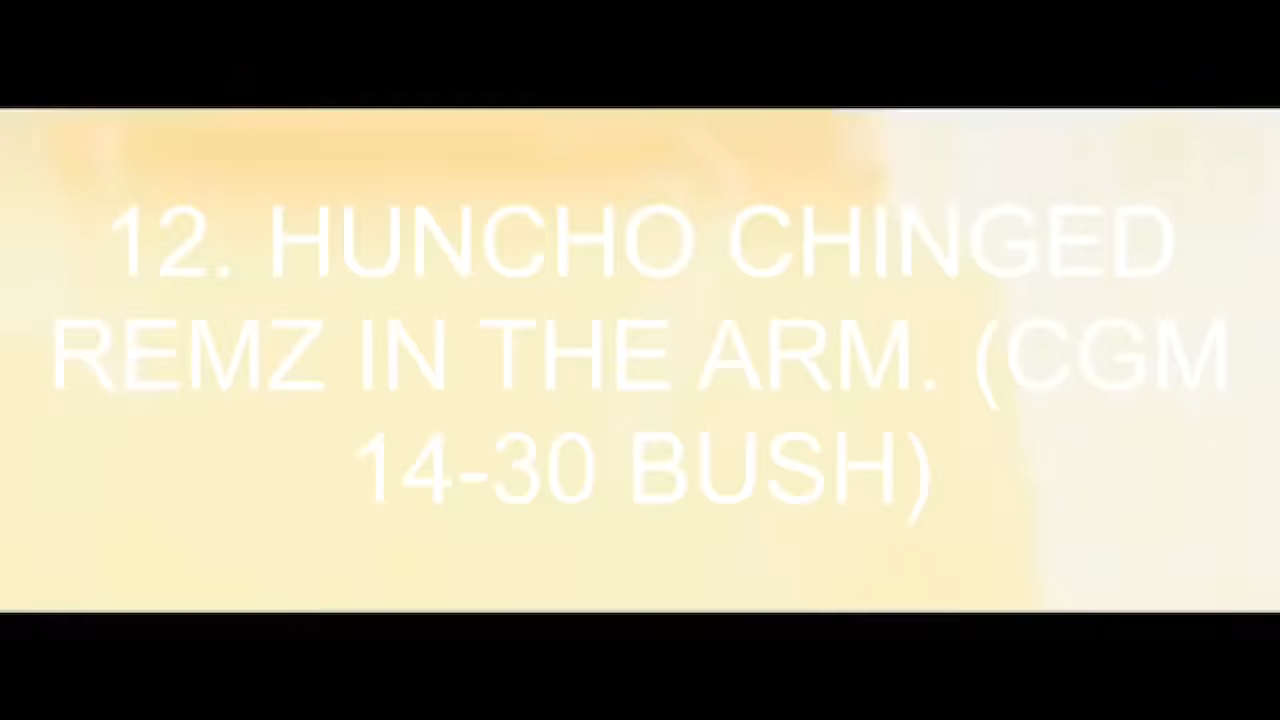 12. HUNCHO CHINGED
REMZ IN THE ARM. (CGM
14-30 BUSH)